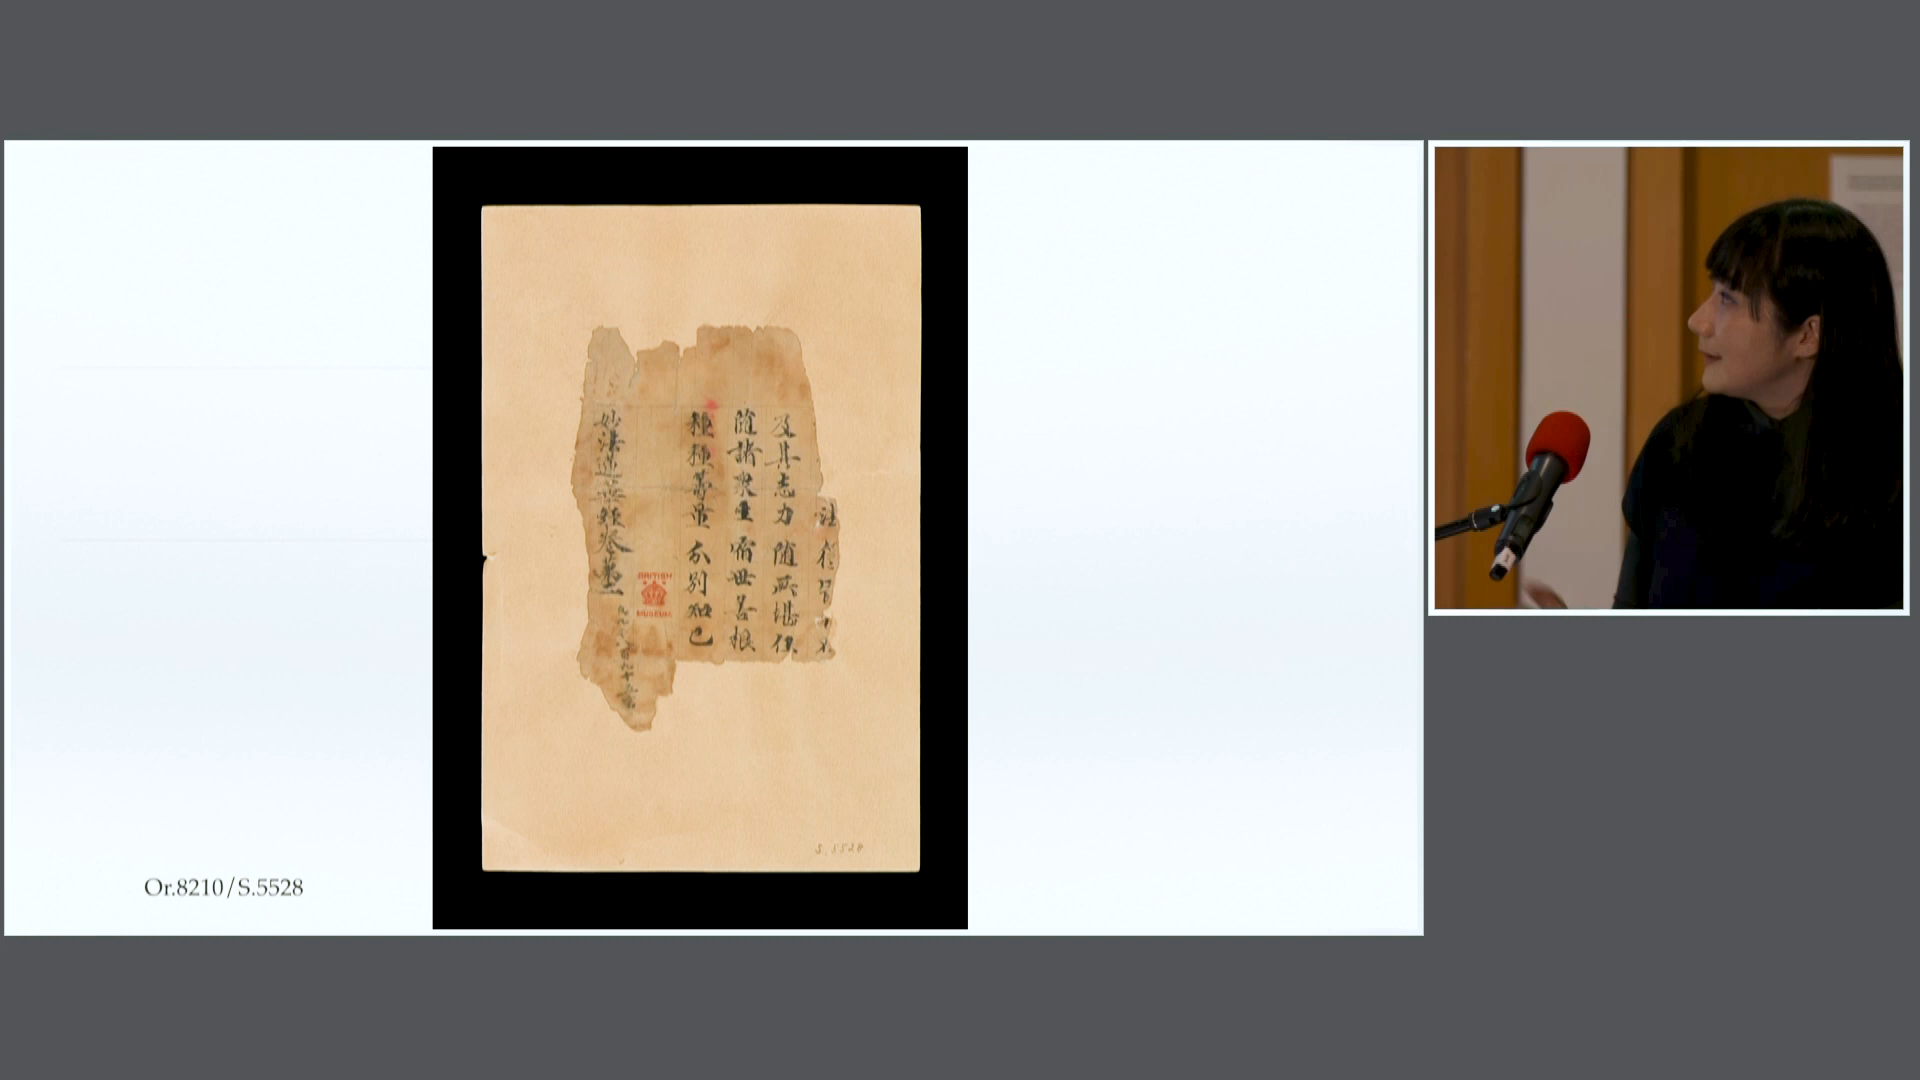 及其志力 隨所堪任
隨諸衆生 宿世善根
種種籌量 分別知已
妙法蓮華經卷第
BRITISH
MUSEUM
S.5528
Or.8210/S.5528